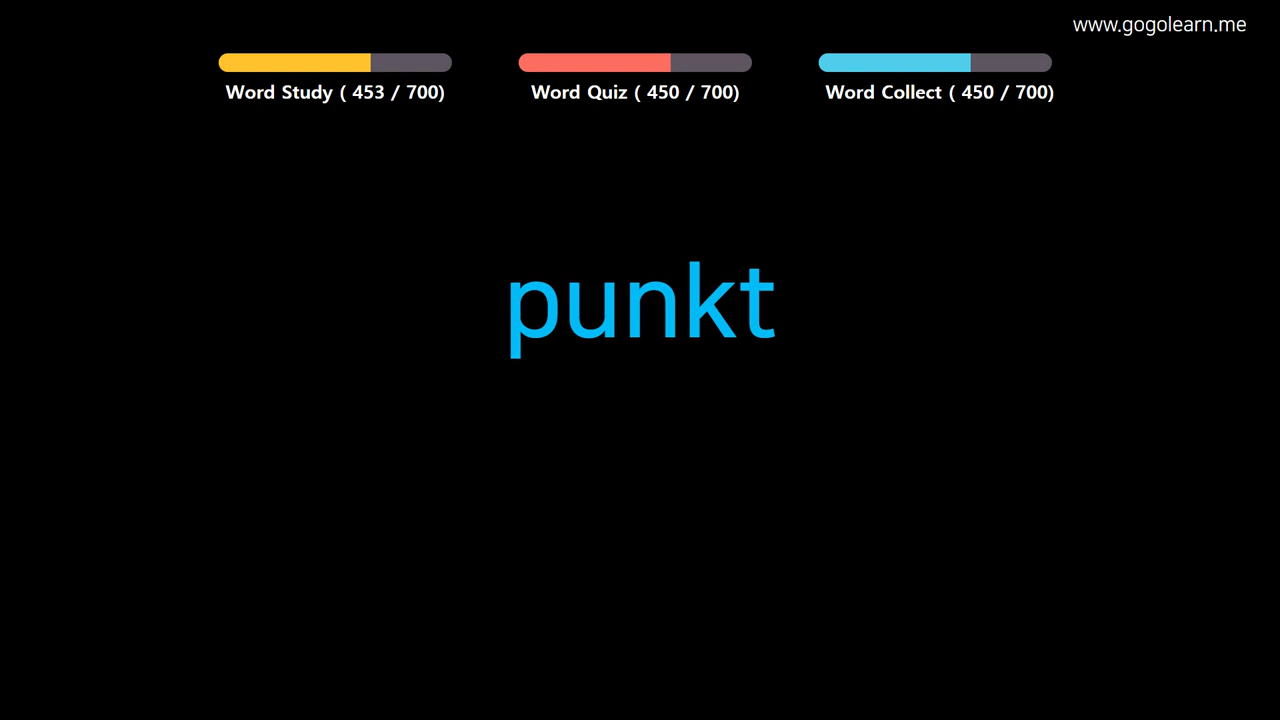 www.gogolearn.me
Word Study ( 453 / 700) Word Quiz ( 450 / 700) Word Collect ( 450 / 700)
punkt